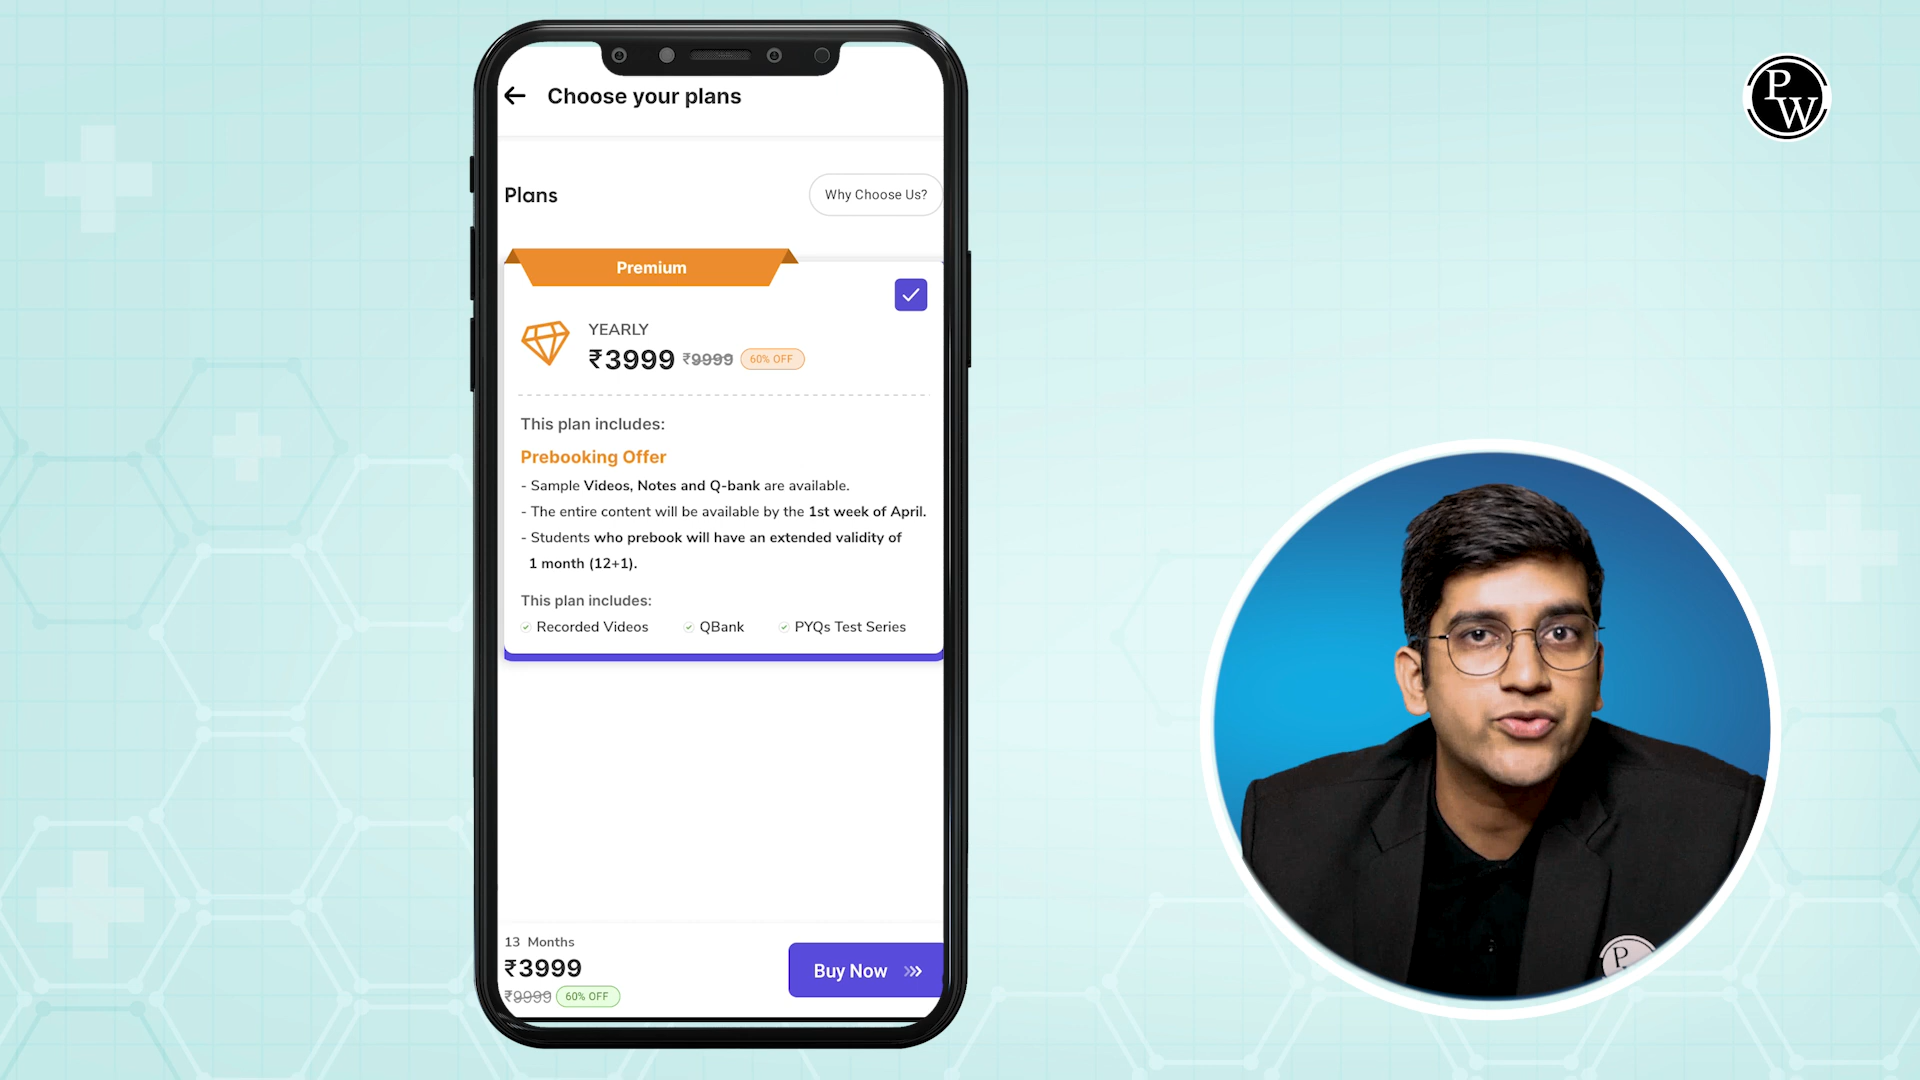 Choose your plans
Plans
Why Choose Us?
Premium
YEARLY
₹3999 ₹9999 60% OFF
This plan includes:
Prebooking Offer
- Sample Videos, Notes and Q-bank are available.
- The entire content will be available by the 1st week of April.
- Students who prebook will have an extended validity of
1 month (12+1).
This plan includes:
Recorded Videos QBank PYQs Test Series
13 Months
₹3999
₹9999 60% OFF
Buy Now
PW
P